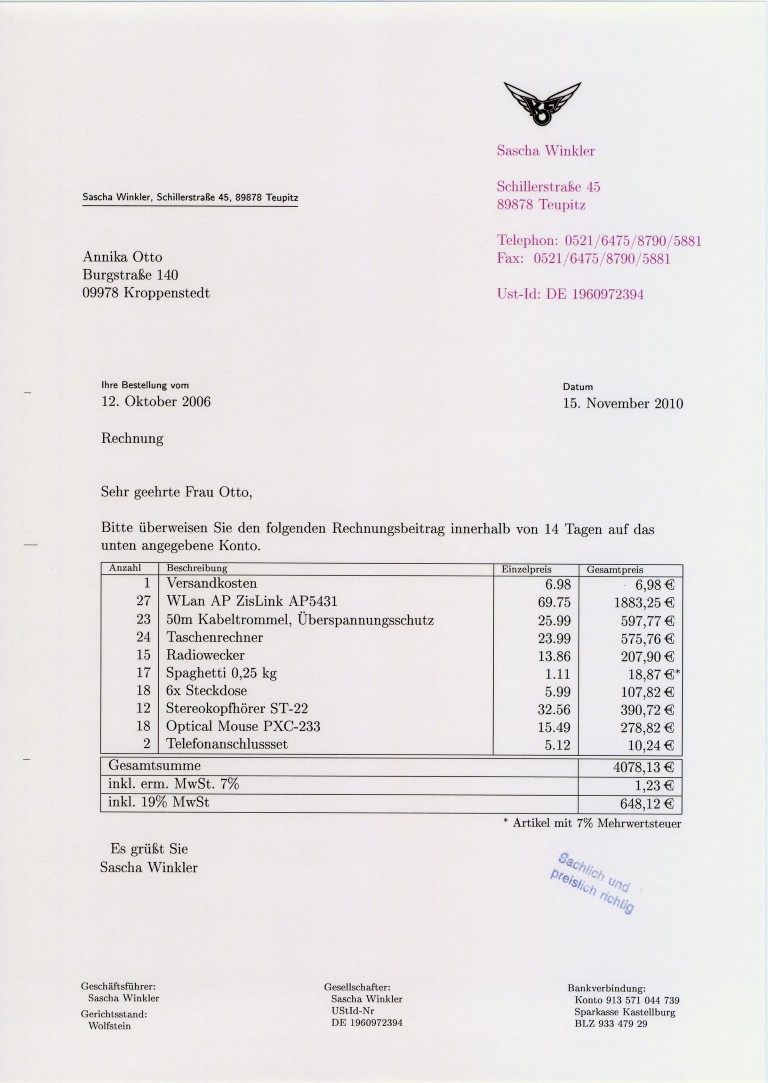 Sascha Winkler
Schillerstraße 45
89878 Teupitz
Telephon: 0521/6475/8790/5881
Fax: 0521/6475/8790/5881
Ust-Id: DE 1960972394
Sascha Winkler, Schillerstraße 45, 89878 Teupitz
Annika Otto
Burgstraße 140
09978 Kroppenstedt
Ihre Bestellung vom
12. Oktober 2006
Datum
15. November 2010
Rechnung
Sehr geehrte Frau Otto,
Bitte überweisen Sie den folgenden Rechnungsbeitrag innerhalb von 14 Tagen auf das
unten angegebene Konto.
Anzahl Beschreibung Einzelpreis Gesamtpreis
1 Versandkosten 6.98 6,98 €
27 WLan AP ZisLink AP5431 69.75 1883,25 €
23 50m Kabeltrommel, Überspannungsschutz 25.99 597,77 €
24 Taschenrechner 23.99 575,76 €
15 Radiowecker 13.86 207,90 €
17 Spaghetti 0,25 kg 1.11 18,87 €*
18 6x Steckdose 5.99 107,82 €
12 Stereokopfhörer ST-22 32.56 390,72 €
18 Optical Mouse PXC-233 15.49 278,82 €
2 Telefonanschlussset 5.12 10,24 €
Gesamtsumme 4078,13 €
inkl. erm. MwSt. 7% 1,23 €
inkl. 19% MwSt 648,12 €
* Artikel mit 7% Mehrwertsteuer
Es grüßt Sie
Sascha Winkler
Sachlich und
preislich richtig
Geschäftsführer:
Sascha Winkler
Gerichtsstand:
Wolfstein
Gesellschafter:
Sascha Winkler
UStId-Nr
DE 1960972394
Bankverbindung:
Konto 913 571 044 739
Sparkasse Kastellburg
BLZ 933 479 29